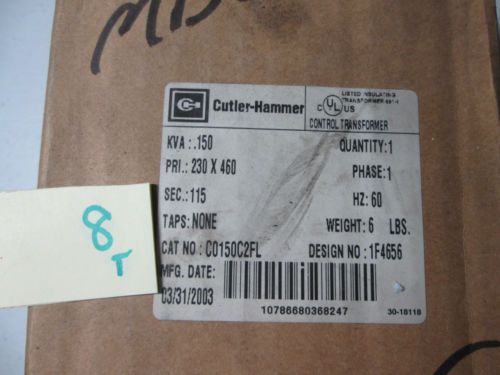 Cutler-Hammer
LISTED INSULATING
C UL US
CONTROL TRANSFORMER
KVA: .150
QUANTITY:1
PRI.: 230 X 460
PHASE:1
SEC.:115
HZ: 60
TAPS: NONE
WEIGHT: 6 LBS.
CAT NO : C0150C2FL
DESIGN NO : 1F4656
MFG. DATE:
03/31/2003
10786680368247
30-18118
8
T